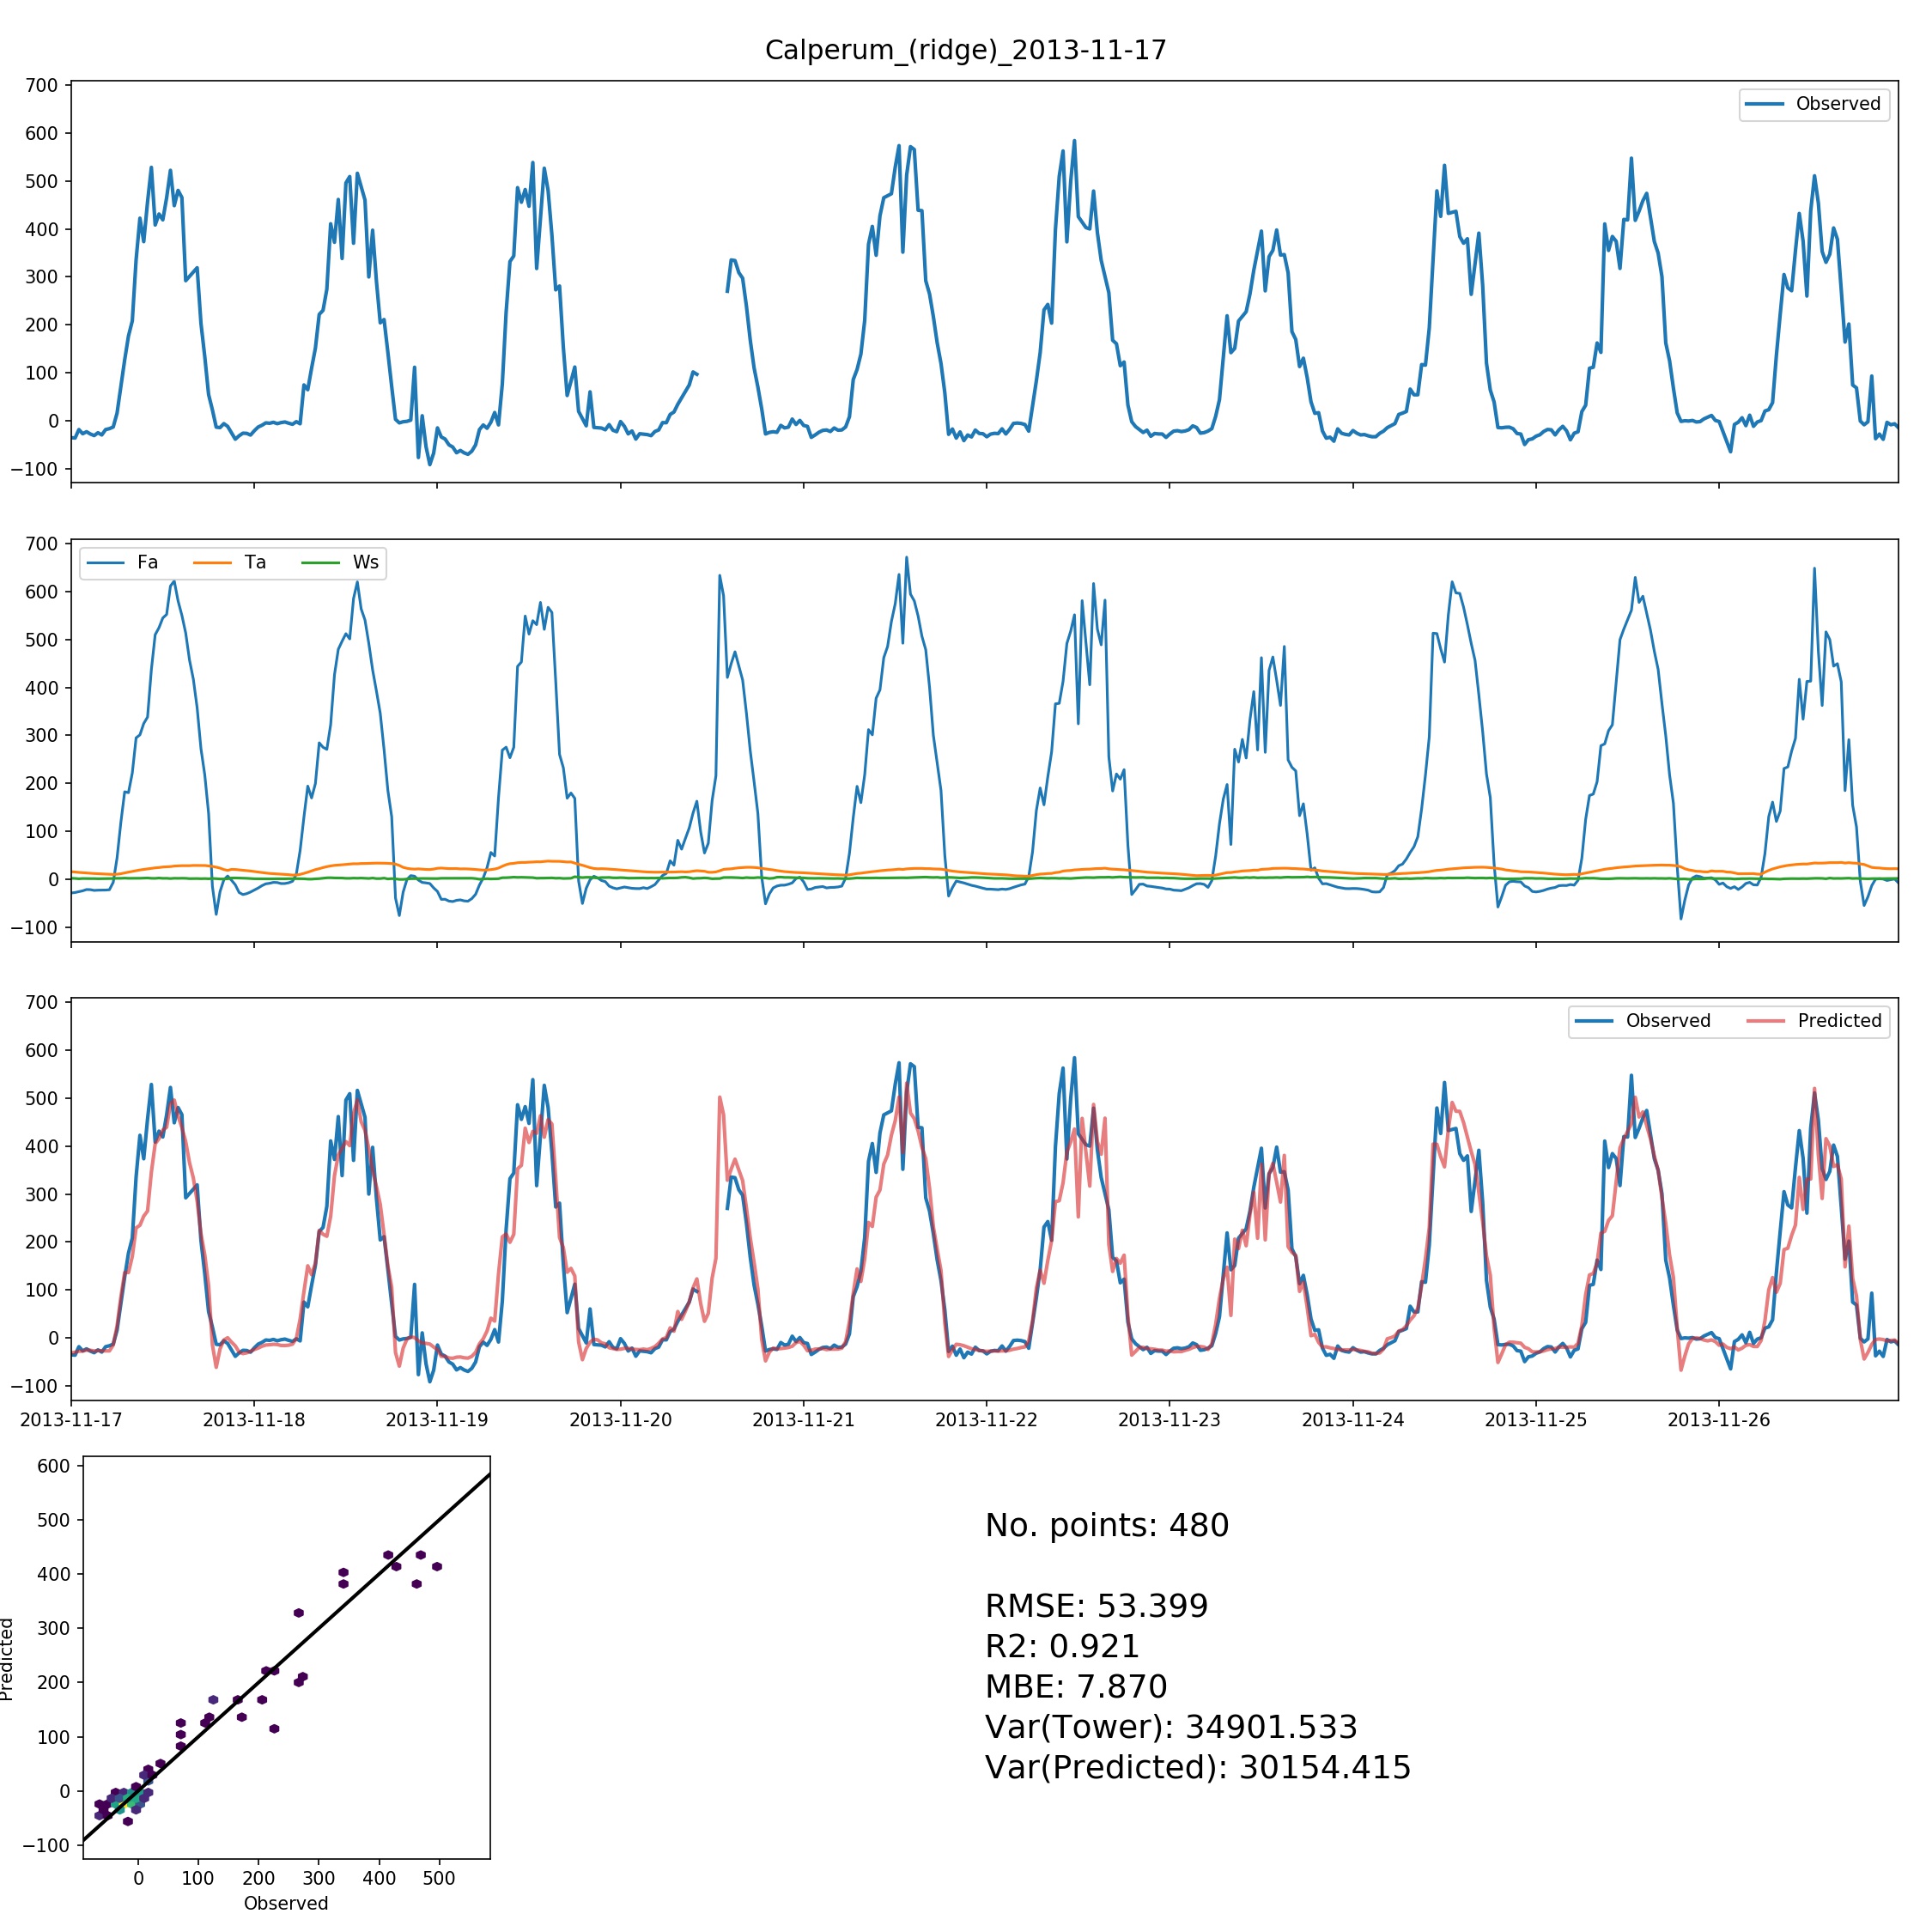 Calperum_(ridge)_2013-11-17
700
600
500
400
300
200
100
0
−100
Observed
700
600
500
400
300
200
100
0
−100
Fa Ta Ws
700
600
500
400
300
200
100
0
−100
Observed Predicted
2013-11-17 2013-11-18 2013-11-19 2013-11-20 2013-11-21 2013-11-22 2013-11-23 2013-11-24 2013-11-25 2013-11-26
600
500
400
300
200
100
0
−100
Predicted
0 100 200 300 400 500
Observed
No. points: 480
RMSE: 53.399
R2: 0.921
MBE: 7.870
Var(Tower): 34901.533
Var(Predicted): 30154.415